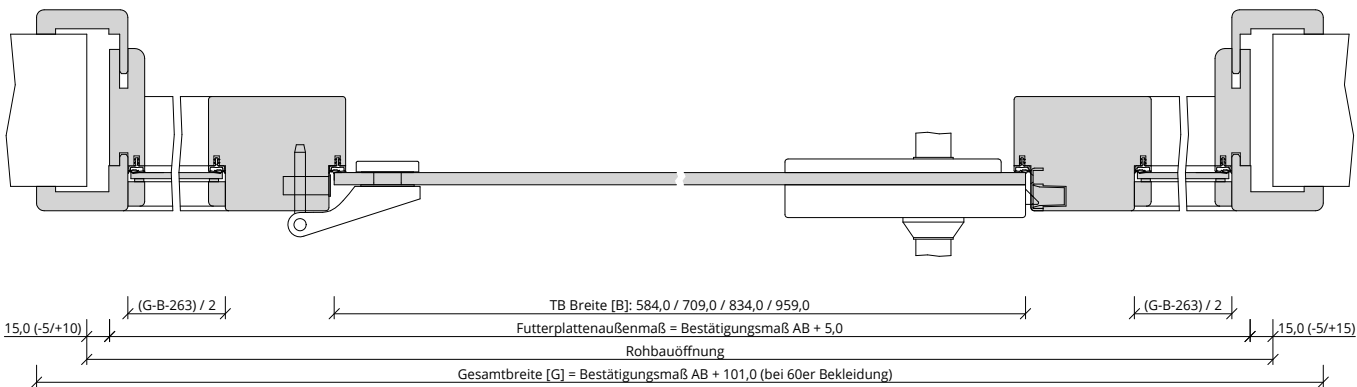 (G-B-263) / 2 TB Breite [B]: 584,0 / 709,0 / 834,0 / 959,0 (G-B-263) / 2
15,0 (-5/+10) Futterplattenaußenmaß = Bestätigungsmaß AB + 5,0 15,0 (-5/+15)
Rohbauöffnung
Gesamtbreite [G] = Bestätigungsmaß AB + 101,0 (bei 60er Bekleidung)